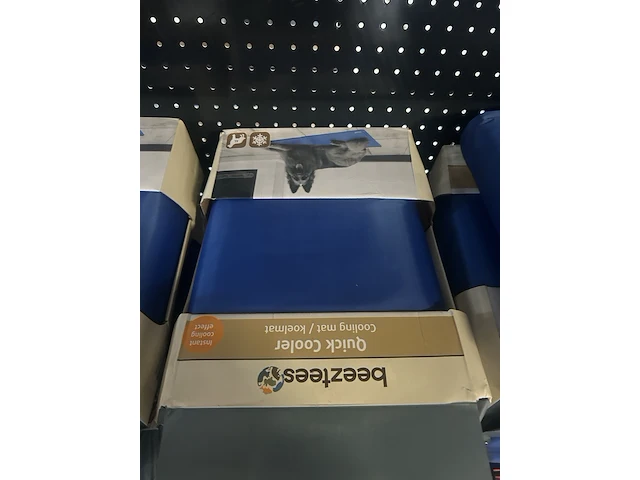 beeztees
Quick Cooler
Cooling mat / koelmat
instant
cooling
effect